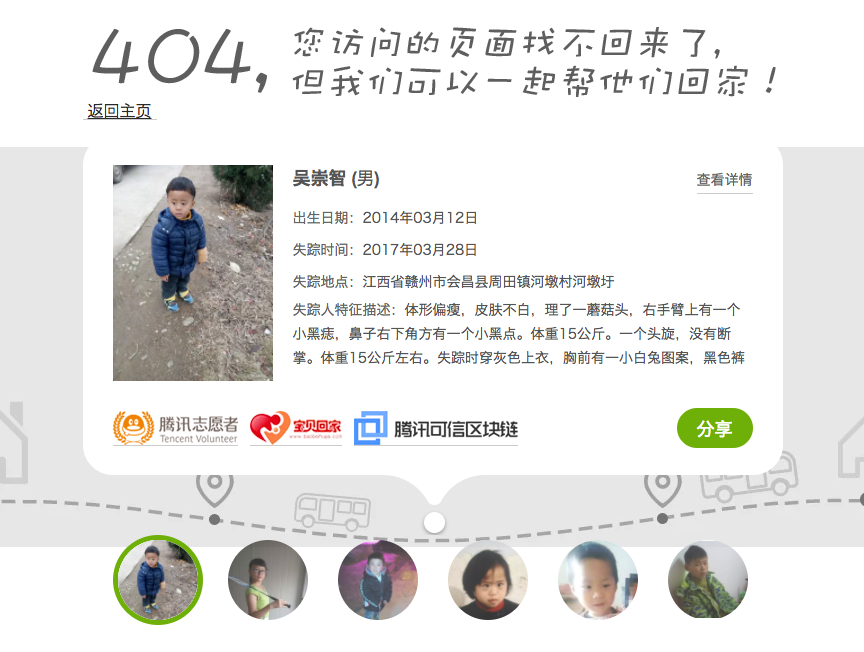 404, 您访问的页面找不回来了,
但我们可以一起帮他们回家！
返回主页
吴崇智 (男)
查看详情
出生日期：2014年03月12日
失踪时间：2017年03月28日
失踪地点：江西省赣州市会昌县周田镇河墩村河墩圩
失踪人特征描述：体形偏瘦，皮肤不白，理了一蘑菇头，右手臂上有一个
小黑痣，鼻子右下角方有一个小黑点。体重15公斤。一个头旋，没有断
掌。体重15公斤左右。失踪时穿灰色上衣，胸前有一小白兔图案，黑色裤
腾讯志愿者
Tencent Volunteer
宝贝回家
www.baobeihuijia.com
腾讯可信区块链
分享